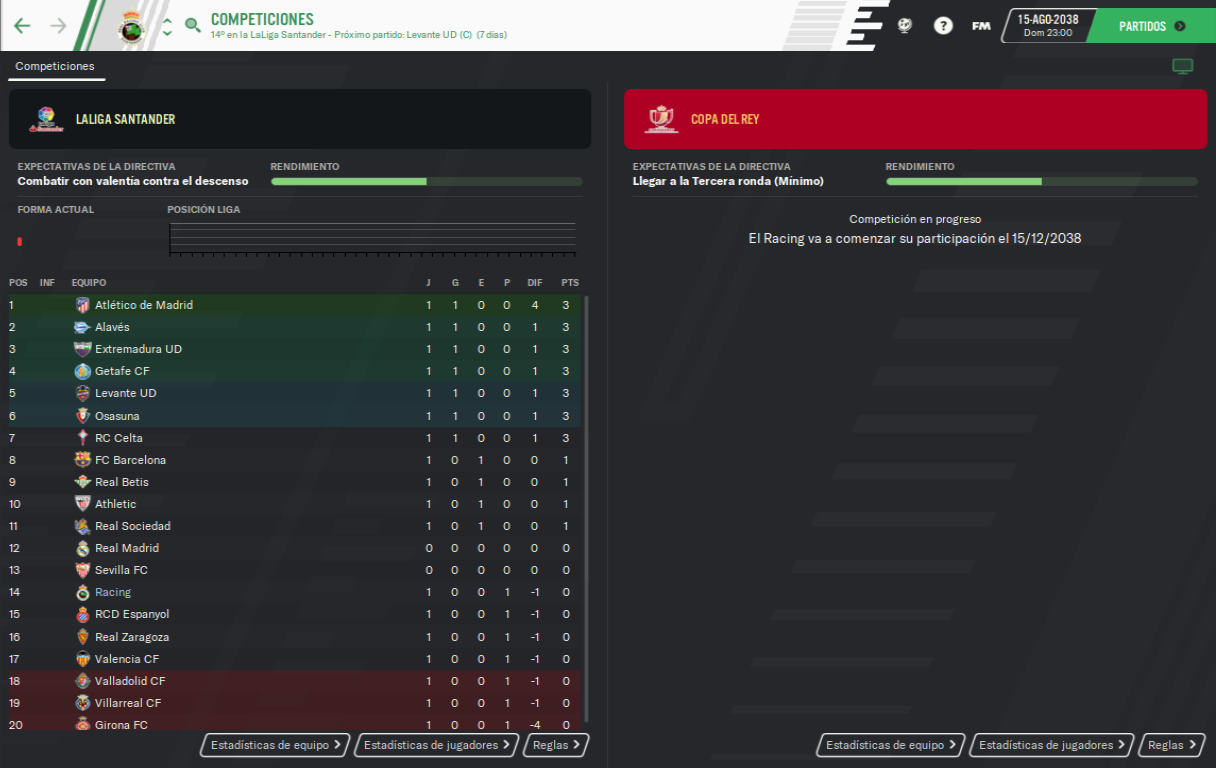 COMPETICIONES
14º en la LaLiga Santander - Próximo partido: Levante UD (C) (7 días)
?
FM
15-AGO-2038
Dom 23:00
PARTIDOS
Competiciones
LALIGA SANTANDER
EXPECTATIVAS DE LA DIRECTIVA RENDIMIENTO
Combatir con valentía contra el descenso
FORMA ACTUAL POSICIÓN LIGA
POS INF EQUIPO J G E P DIF PTS
1 Atlético de Madrid 1 1 0 0 4 3
2 Alavés 1 1 0 0 1 3
3 Extremadura UD 1 1 0 0 1 3
4 Getafe CF 1 1 0 0 1 3
5 Levante UD 1 1 0 0 1 3
6 Osasuna 1 1 0 0 1 3
7 RC Celta 1 1 0 0 1 3
8 FC Barcelona 1 0 1 0 0 1
9 Real Betis 1 0 1 0 0 1
10 Athletic 1 0 1 0 0 1
11 Real Sociedad 1 0 1 0 0 1
12 Real Madrid 0 0 0 0 0 0
13 Sevilla FC 0 0 0 0 0 0
14 Racing 1 0 0 1 -1 0
15 RCD Espanyol 1 0 0 1 -1 0
16 Real Zaragoza 1 0 0 1 -1 0
17 Valencia CF 1 0 0 1 -1 0
18 Valladolid CF 1 0 0 1 -1 0
19 Villarreal CF 1 0 0 1 -1 0
20 Girona FC 1 0 0 1 -4 0
Estadísticas de equipo Estadísticas de jugadores Reglas
COPA DEL REY
EXPECTATIVAS DE LA DIRECTIVA RENDIMIENTO
Llegar a la Tercera ronda (Mínimo)
Competición en progreso
El Racing va a comenzar su participación el 15/12/2038
Estadísticas de equipo Estadísticas de jugadores Reglas